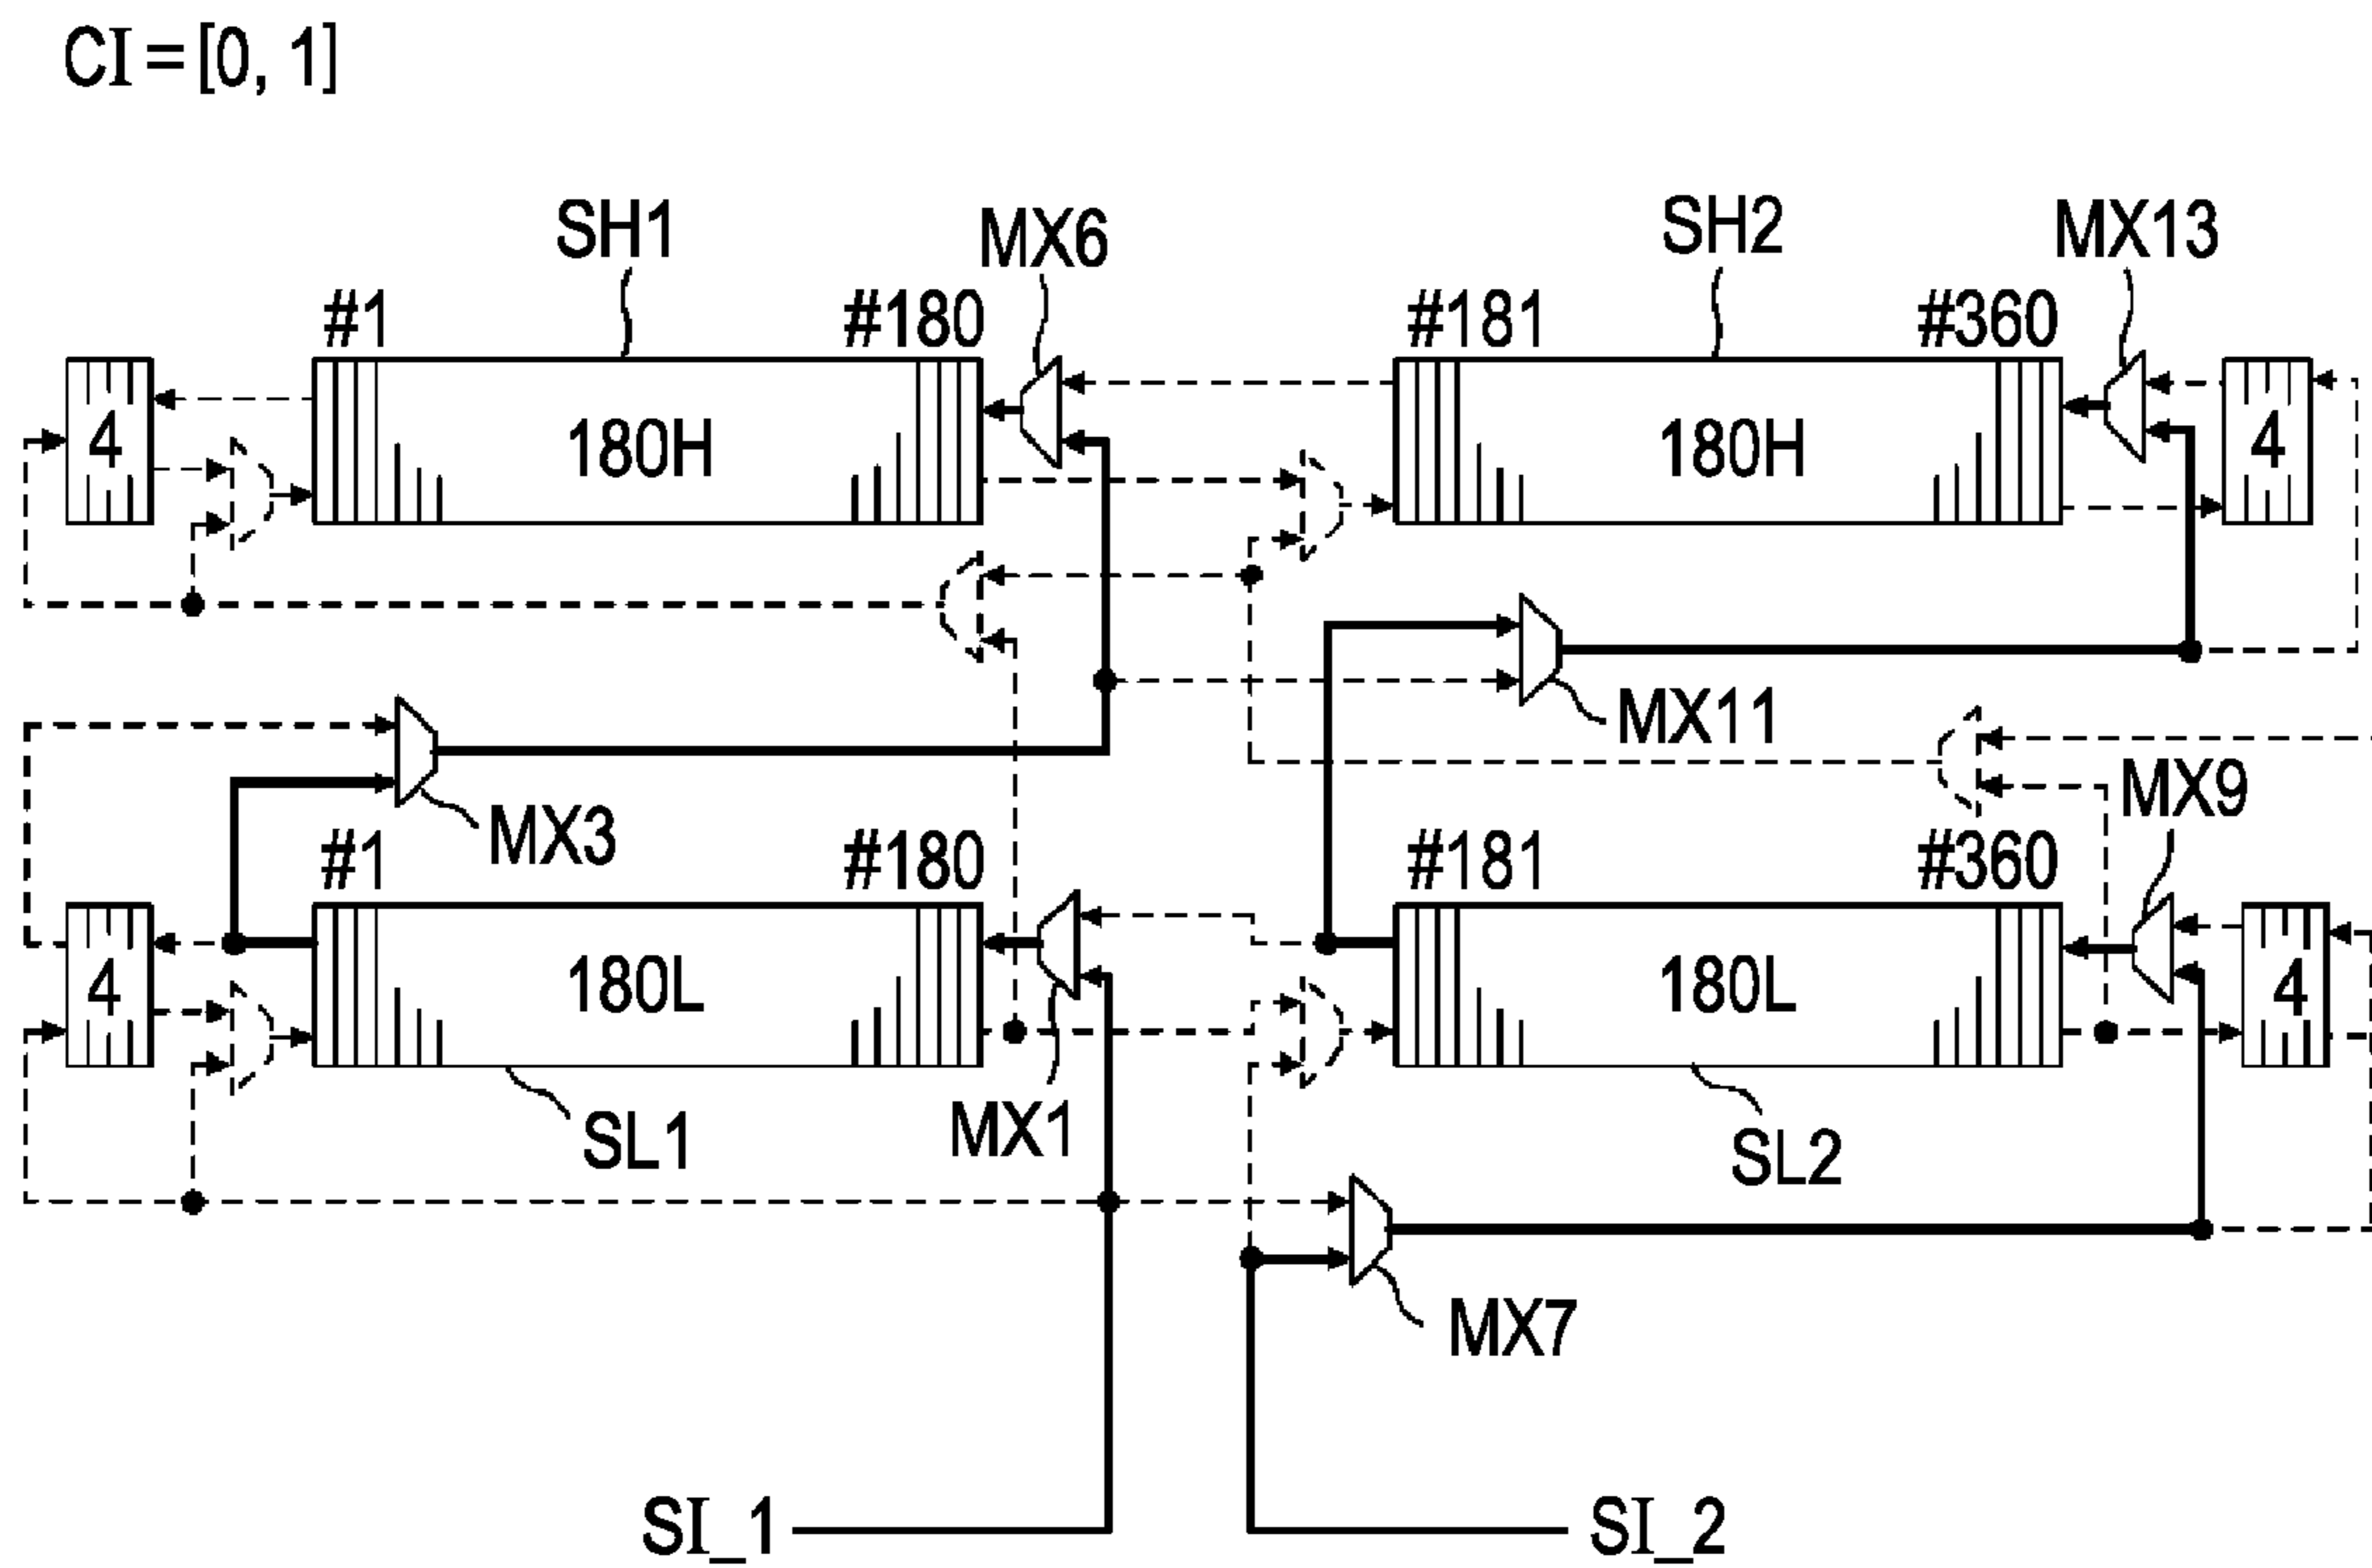 CI = [0, 1]
SH1 MX6 SH2 MX13
#1 #180 #181 #360
4 180H 180H 4
MX11
MX3 MX9
#1 #180 #181 #360
4 180L 180L 4
SL1 MX1 SL2
MX7
SI_1 SI_2